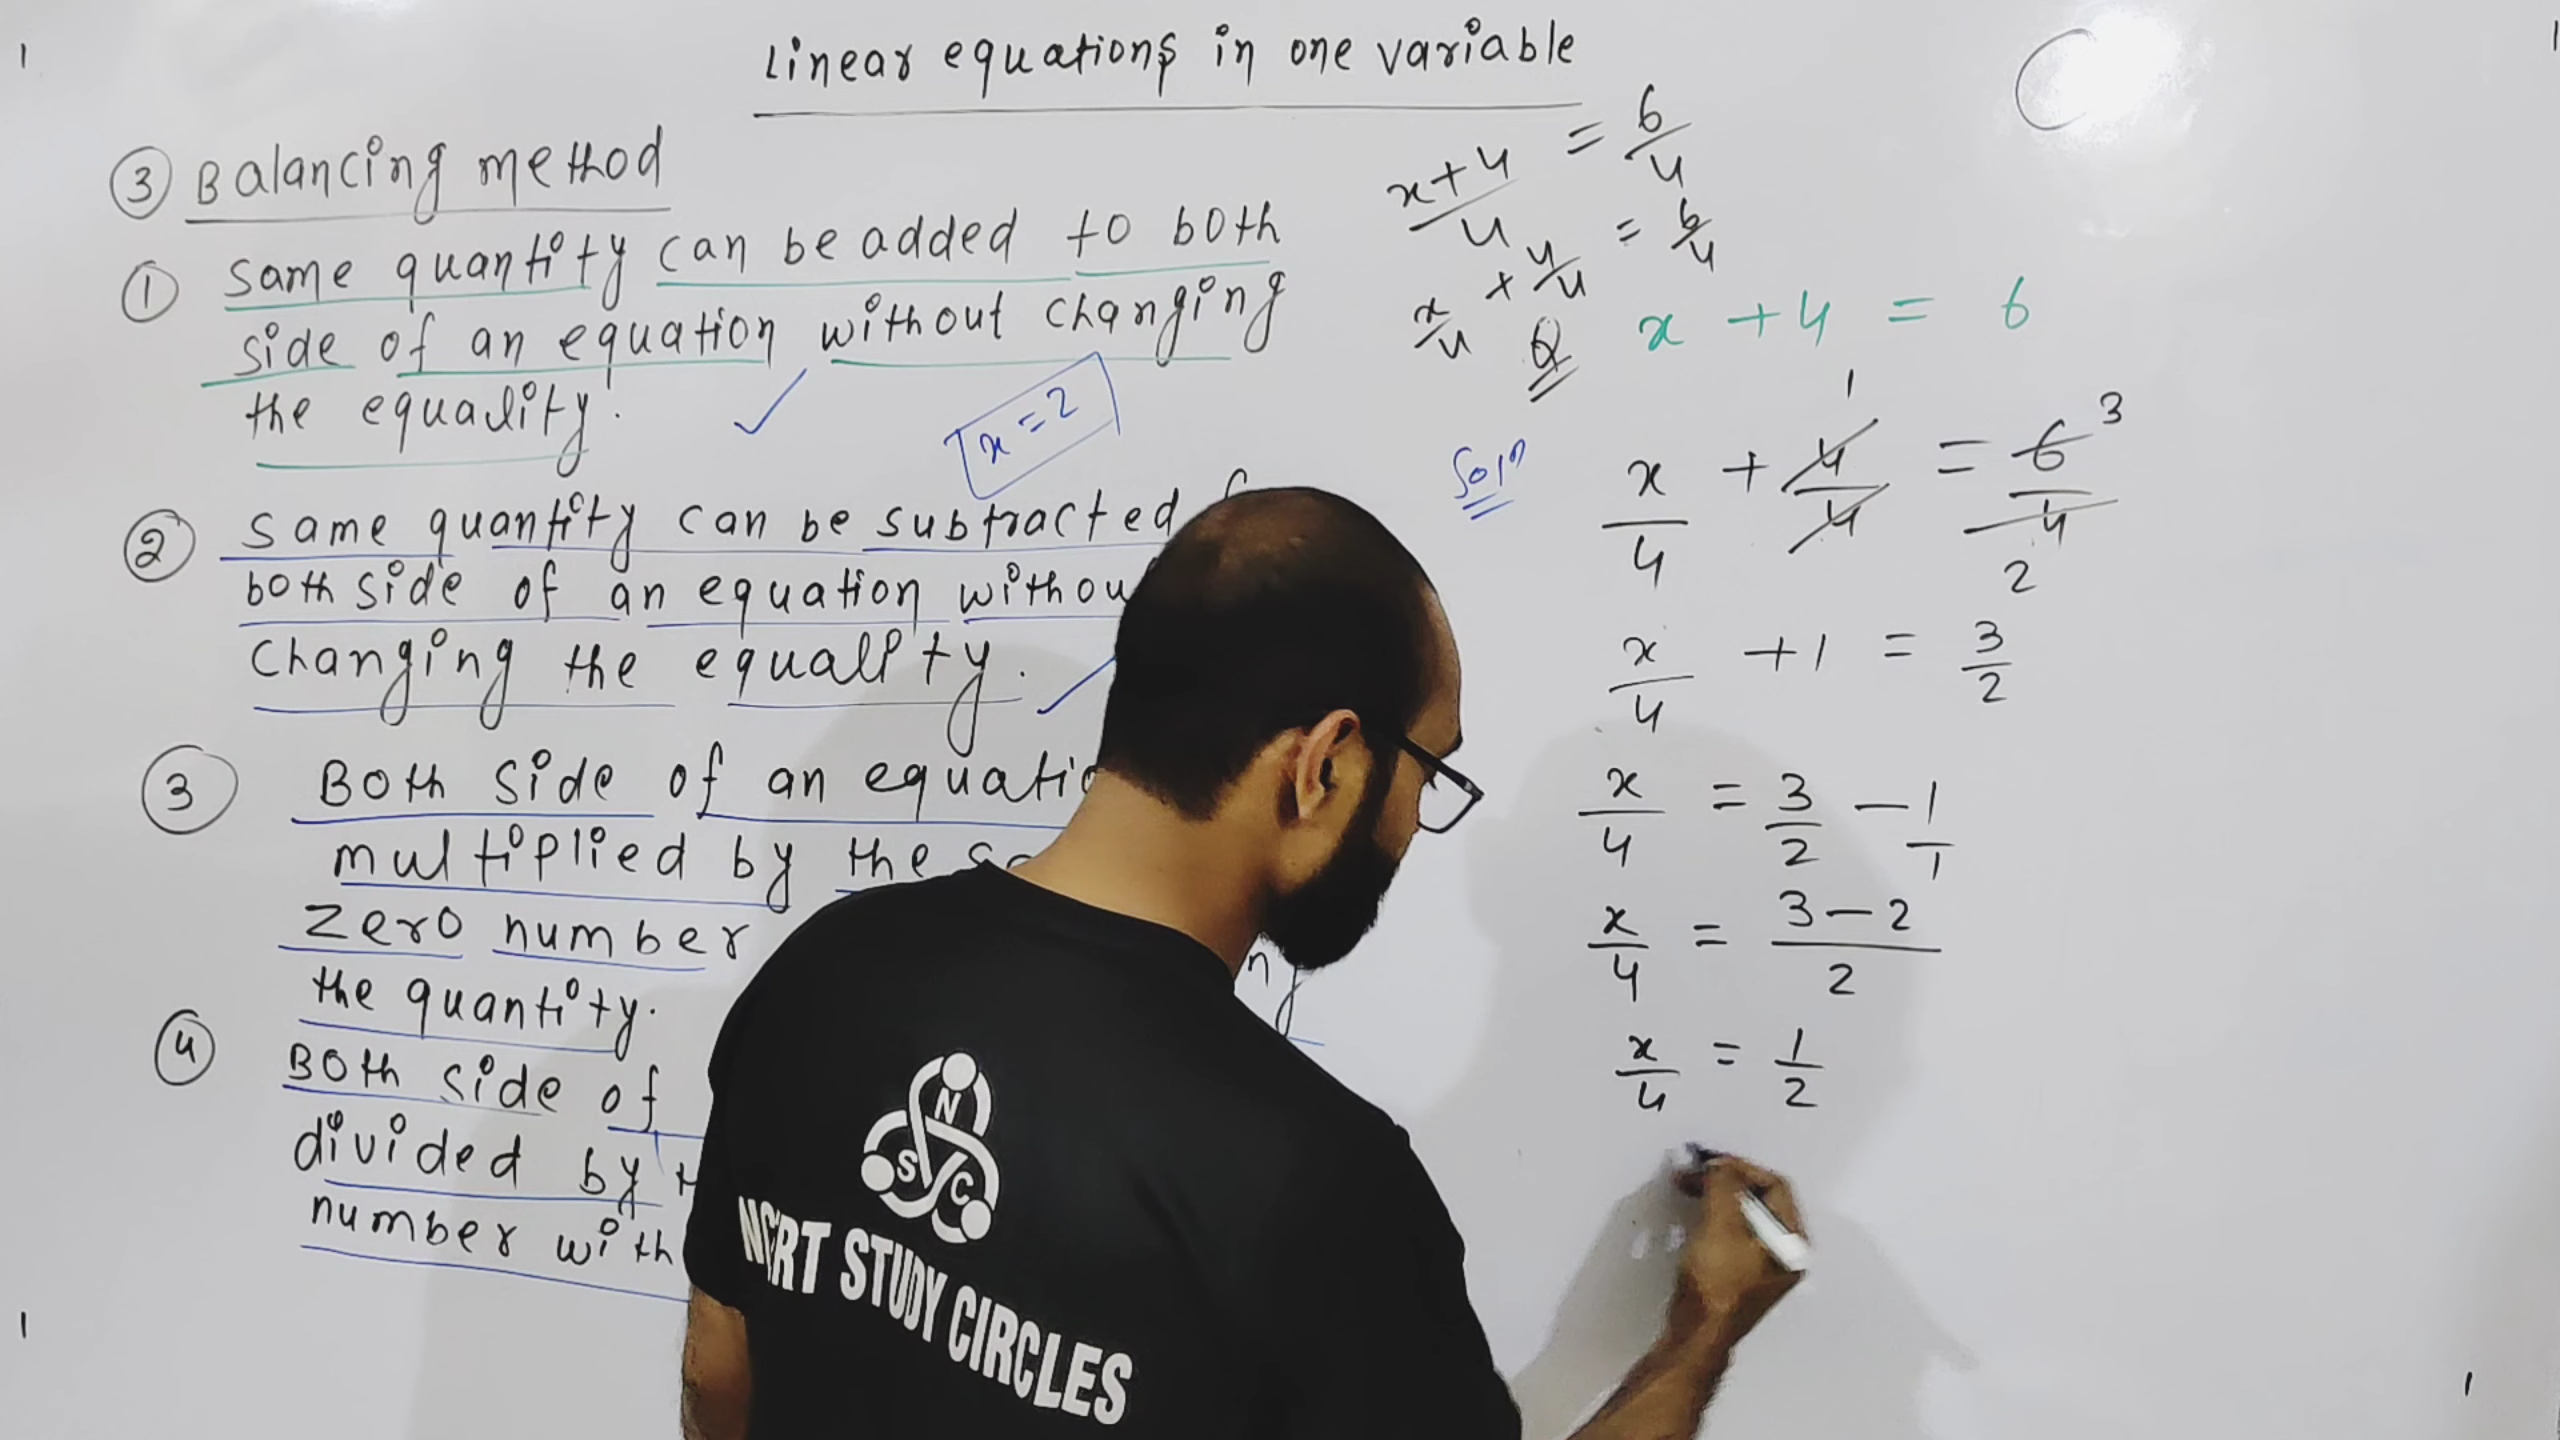 Linear equations in one variable
③ Balancing method
① same quantity can be added to both
side of an equation without changing
the equality.
x = 2
② same quantity can be subtracted
both side of an equation
changing the equality.
③ Both side of an
multiplied by the
zero number
the quantity.
④ Both side of
divided by
number with
(x+4)/4 = 6/4
x/4 + 4/4 = 6/4
Q x + 4 = 6
Soln x/4 + 4/4 1 = 6/4 3 2
x/4 + 1 = 3/2
x/4 = 3/2 - 1/1
x/4 = (3-2)/2
x/4 = 1/2
N
S C
NCERT STUDY CIRCLES